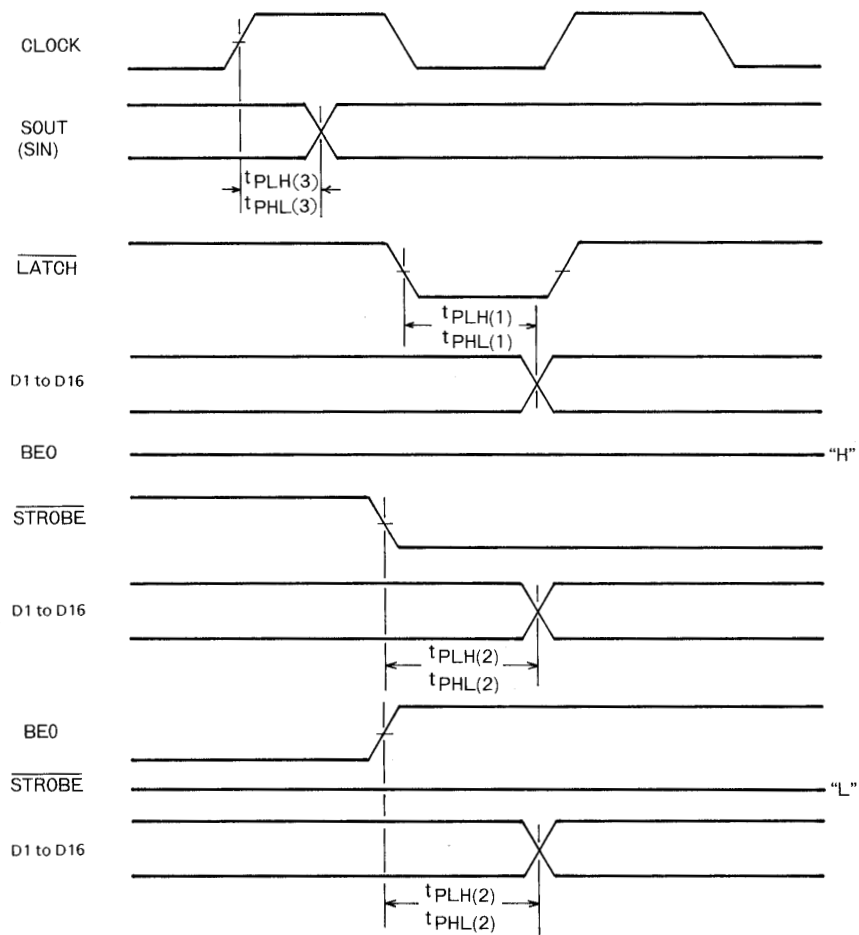 CLOCK
SOUT
(SIN)
tPLH(3)
tPHL(3)
LATCH
tPLH(1)
tPHL(1)
D1 to D16
BEO
“H”
STROBE
D1 to D16
tPLH(2)
tPHL(2)
BEO
STROBE
“L”
D1 to D16
tPLH(2)
tPHL(2)